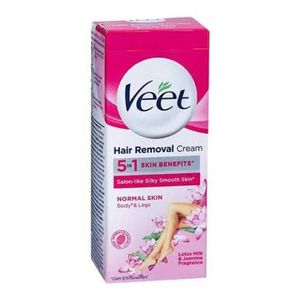 Veet
Hair Removal Cream
5 in 1 SKIN BENEFITS*
Salon-like Silky Smooth Skin*
NORMAL SKIN
Body* & Legs
Lotus Milk
& Jasmine
Fragrance